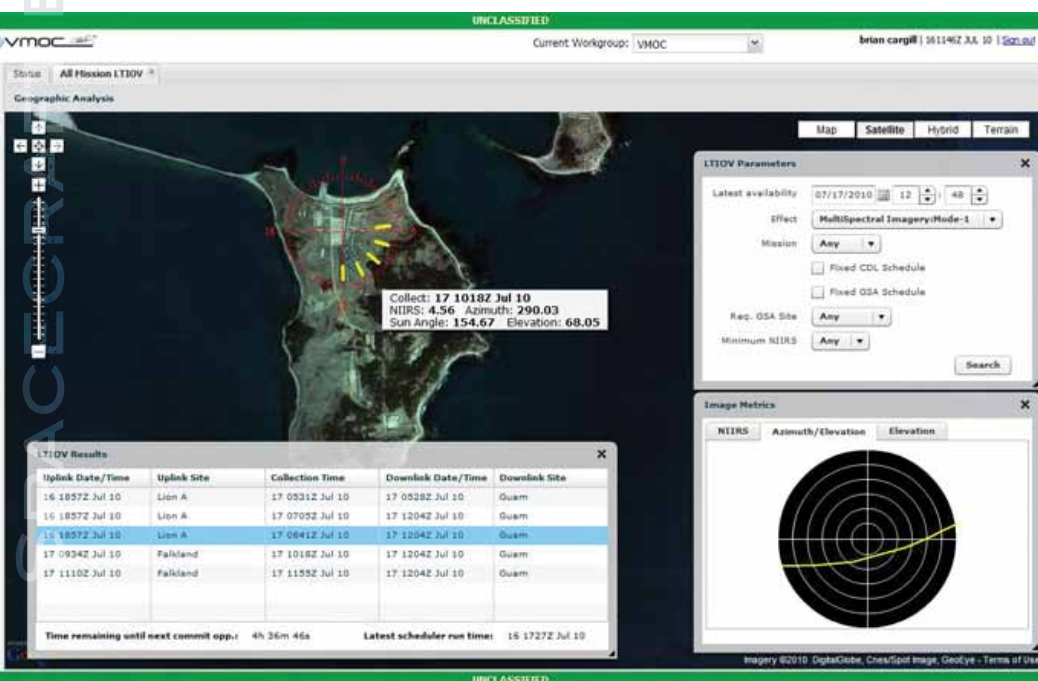 UNCLASSIFIED
vmoc
Current Workgroup: VMOC
brian cargill | 161146Z JUL 10 | Sign out
Status All Mission LTIOV
Geographic Analysis
Map Satellite Hybrid Terrain
LTIOV Parameters
Latest availability 07/17/2010 12 : 48
Effect MultiSpectral Imagery:Mode-1
Mission Any
Fixed CDL Schedule
Fixed GSA Schedule
Req. GSA Site Any
Minimum NIIRS Any
Search
Collect: 17 1018Z Jul 10
NIIRS: 4.56 Azimuth: 290.03
Sun Angle: 154.67 Elevation: 68.05
Image Metrics
NIIRS Azimuth/Elevation Elevation
LTIOV Results
Uplink Date/Time Uplink Site Collection Time Downlink Date/Time Downlink Site
16 1857Z Jul 10 Lion A 17 0531Z Jul 10 17 0528Z Jul 10 Guam
16 1857Z Jul 10 Lion A 17 0705Z Jul 10 17 1204Z Jul 10 Guam
16 1857Z Jul 10 Lion A 17 0841Z Jul 10 17 1204Z Jul 10 Guam
17 0934Z Jul 10 Falkland 17 1018Z Jul 10 17 1204Z Jul 10 Guam
17 1110Z Jul 10 Falkland 17 1155Z Jul 10 17 1204Z Jul 10 Guam
Time remaining until next commit opp.: 4h 36m 46s Latest scheduler run time: 16 1727Z Jul 10
Imagery ©2010 DigitalGlobe, Cnes/Spot Image, GeoEye - Terms of Use
UNCLASSIFIED
SPACECRAFT